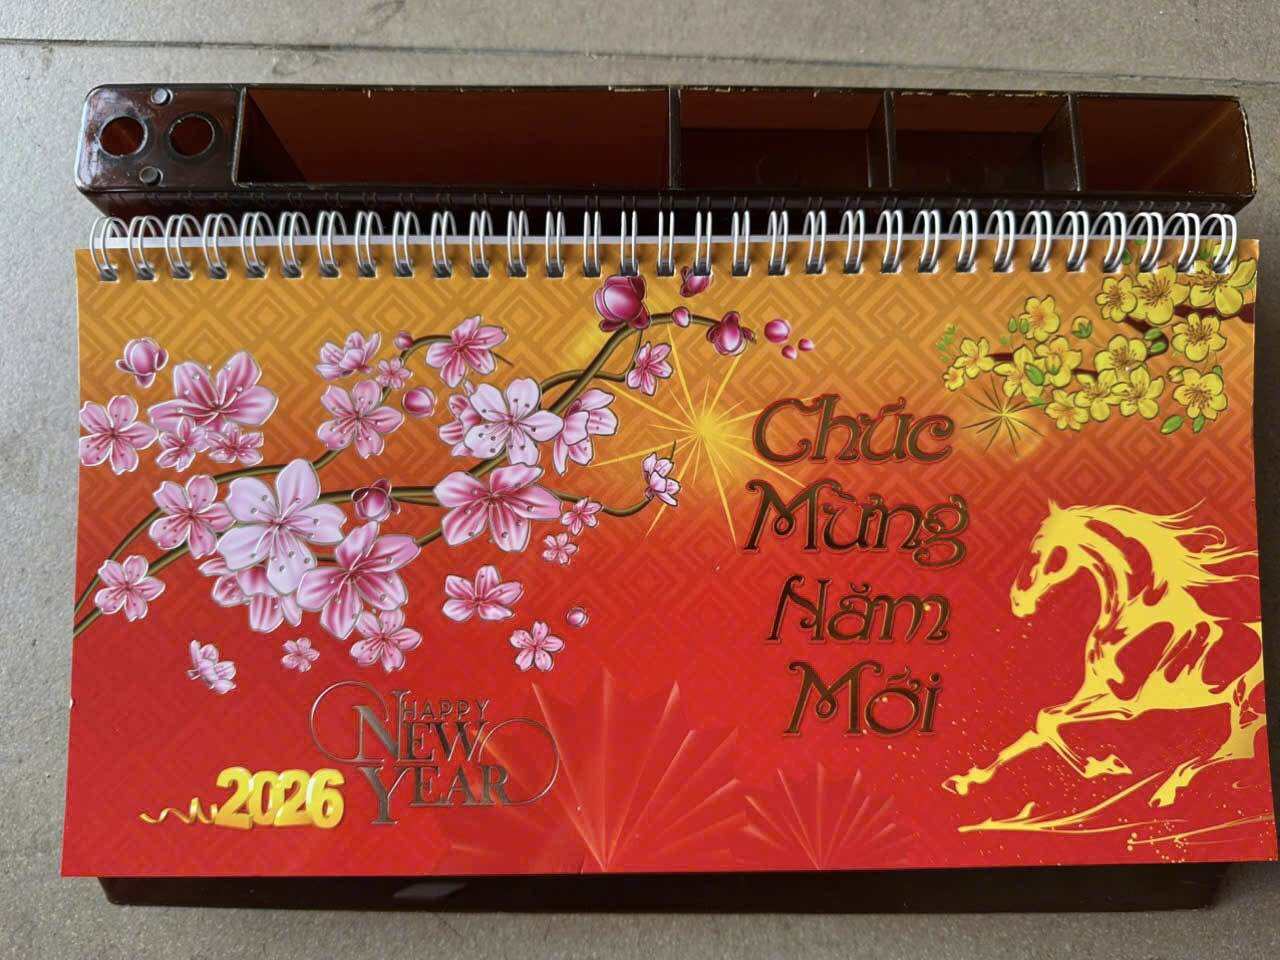 Chúc
Mừng
Năm
Mới
HAPPY
NEW
YEAR
2026